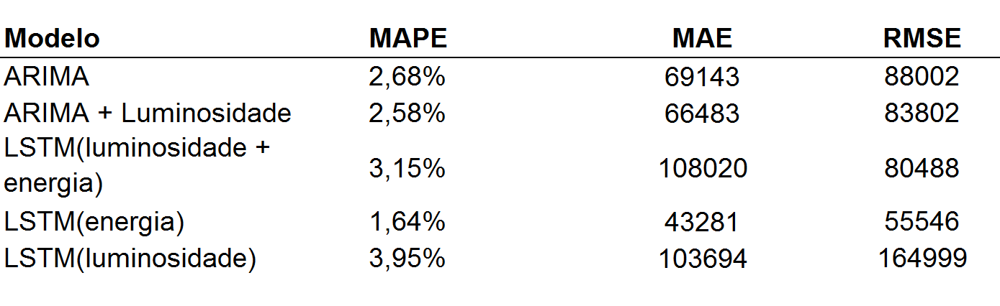 Modelo MAPE MAE RMSE
ARIMA 2,68% 69143 88002
ARIMA + Luminosidade 2,58% 66483 83802
LSTM(luminosidade +
energia) 3,15% 108020 80488
LSTM(energia) 1,64% 43281 55546
LSTM(luminosidade) 3,95% 103694 164999